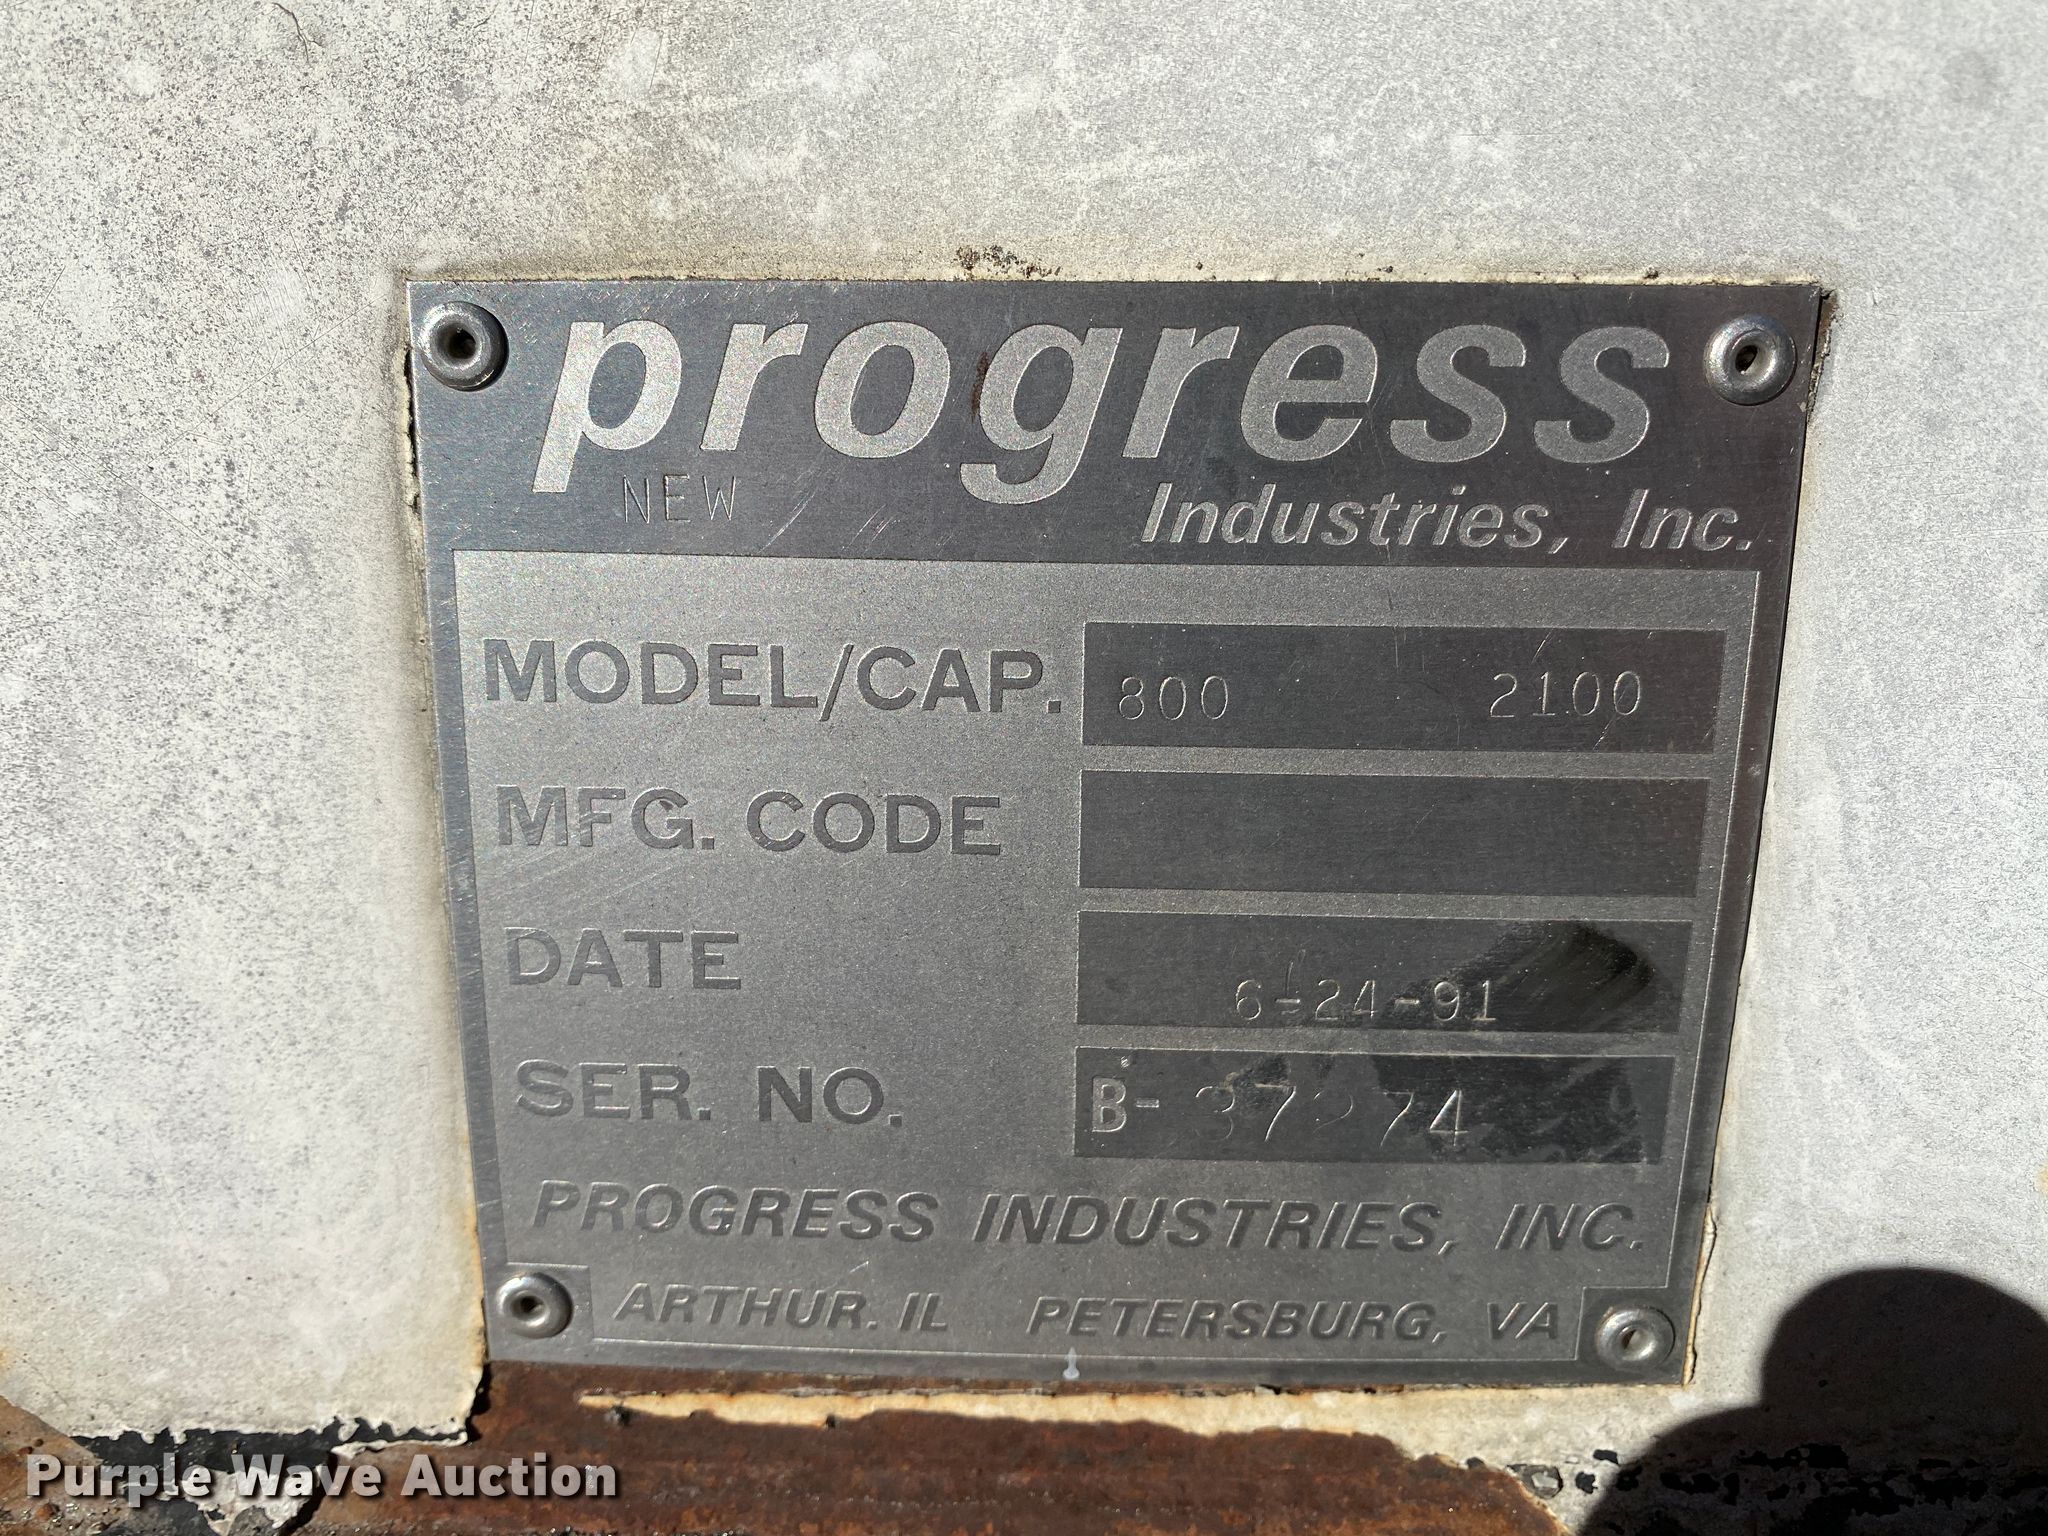 progress
NEW
Industries, Inc.
MODEL/CAP. 800 2100
MFG. CODE
DATE 6-24-91
SER. NO. B-
PROGRESS INDUSTRIES, INC.
ARTHUR. IL PETERSBURG, VA
Purple Wave Auction